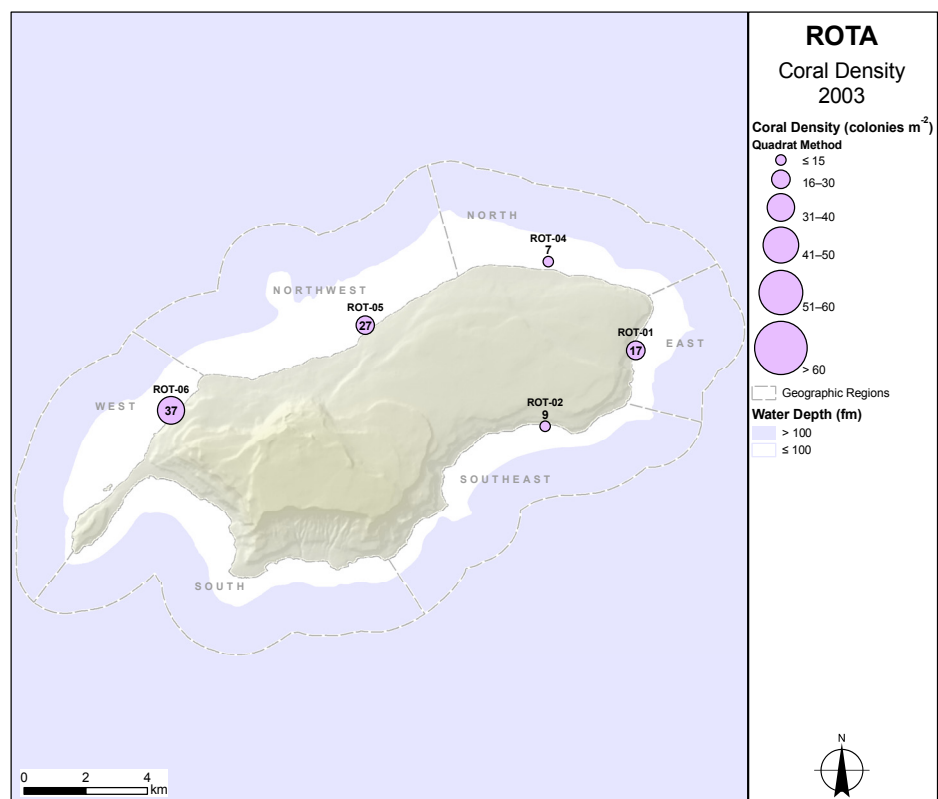 ROTA
Coral Density
2003
Coral Density (colonies m⁻²)
Quadrat Method
≤ 15
16–30
31–40
41–50
51–60
> 60
Geographic Regions
Water Depth (fm)
> 100
≤ 100
N
NORTH
ROT-04
7
NORTHWEST
ROT-05
27
ROT-01
17
EAST
ROT-06
37
WEST
ROT-02
9
SOUTHEAST
SOUTH
0 2 4
km